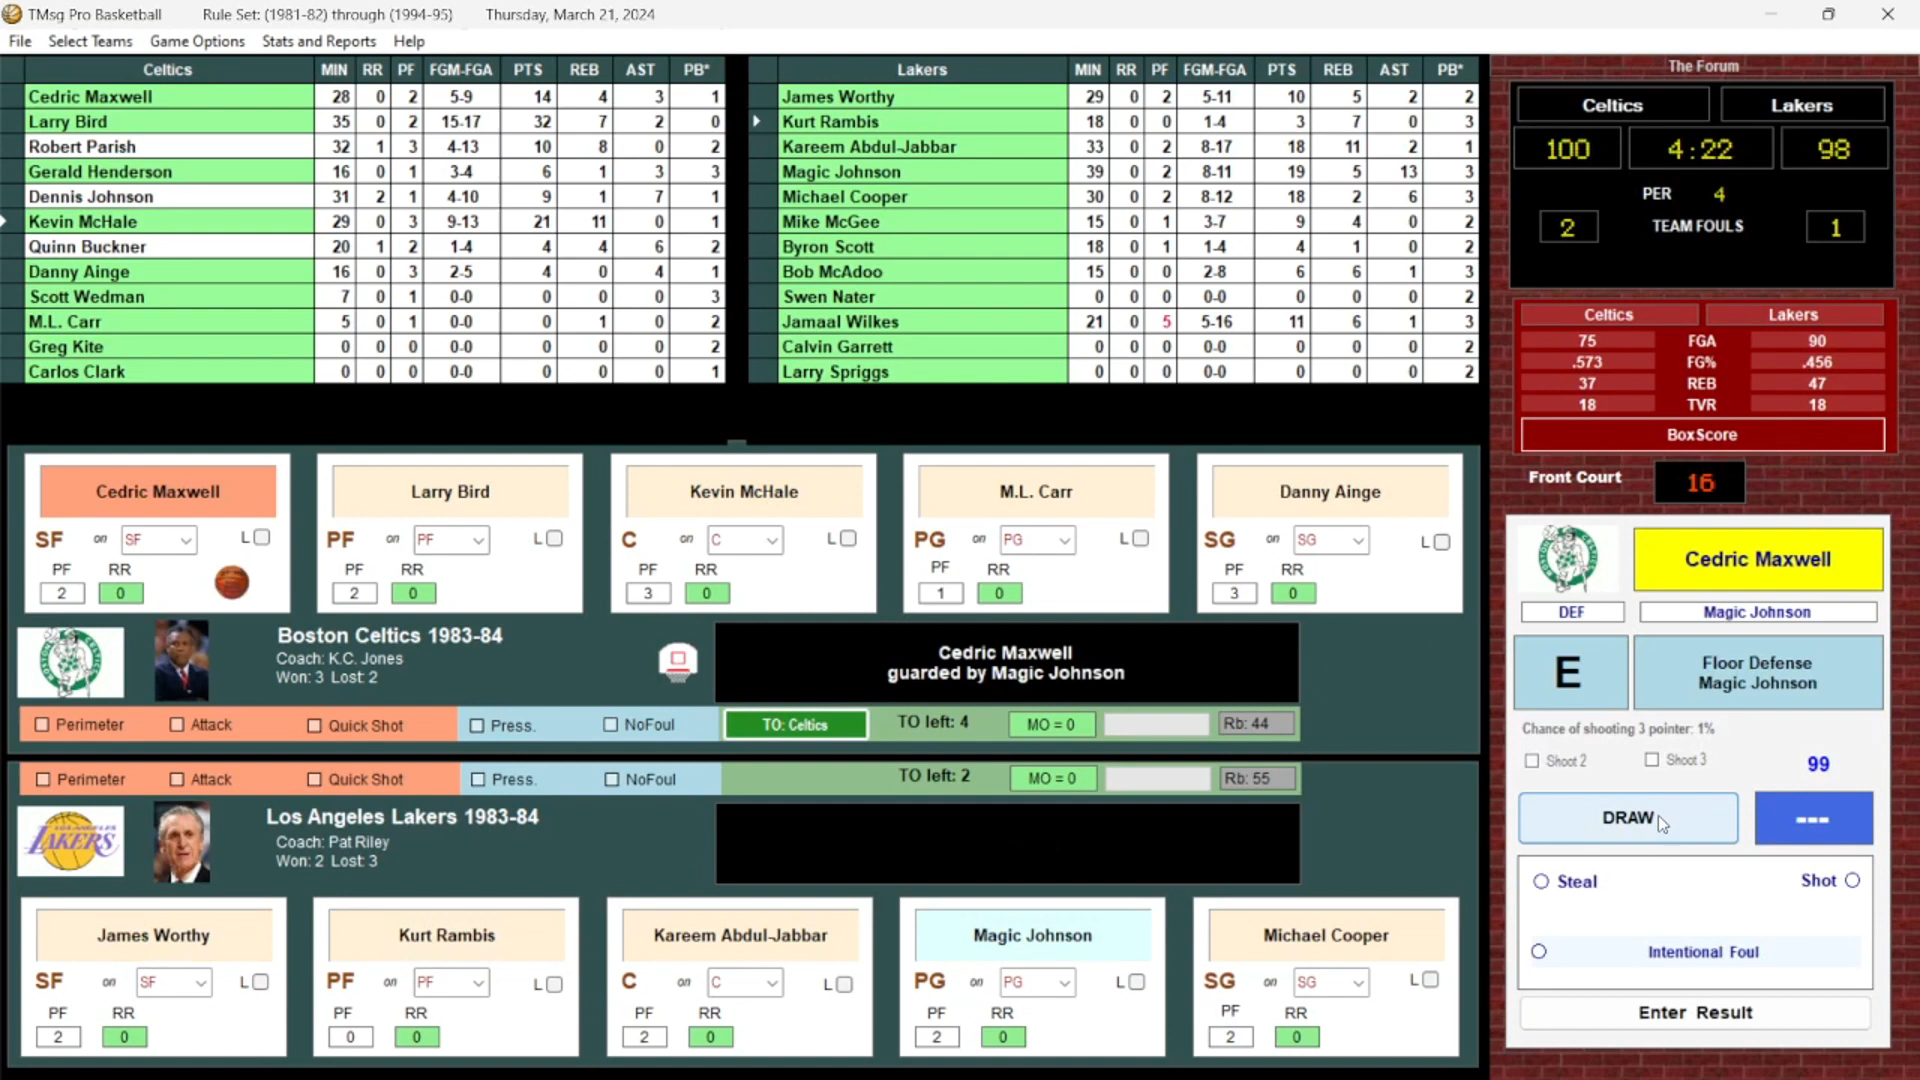 TMsg Pro Basketball Rule Set: (1981-82) through (1994-95) Thursday, March 21, 2024
File Select Teams Game Options Stats and Reports Help
Celtics MIN RR PF FGM-FGA PTS REB AST PB*
Cedric Maxwell 28 0 2 5-9 14 4 3 1
Larry Bird 35 0 2 15-17 32 7 2 0
Robert Parish 32 1 3 4-13 10 8 0 2
Gerald Henderson 16 0 1 3-4 6 1 3 3
Dennis Johnson 31 2 1 4-10 9 1 7 1
Kevin McHale 29 0 3 9-13 21 11 0 1
Quinn Buckner 20 1 2 1-4 4 4 6 2
Danny Ainge 16 0 3 2-5 4 0 4 1
Scott Wedman 7 0 1 0-0 0 0 0 3
M.L. Carr 5 0 1 0-0 0 1 0 2
Greg Kite 0 0 0 0-0 0 0 0 2
Carlos Clark 0 0 0 0-0 0 0 0 1
Lakers MIN RR PF FGM-FGA PTS REB AST PB*
James Worthy 29 0 2 5-11 10 5 2 2
Kurt Rambis 18 0 0 1-4 3 7 0 3
Kareem Abdul-Jabbar 33 0 2 8-17 18 11 2 1
Magic Johnson 39 0 2 8-11 19 5 13 3
Michael Cooper 30 0 2 8-12 18 2 6 3
Mike McGee 15 0 1 3-7 9 4 0 2
Byron Scott 18 0 1 1-4 4 1 0 2
Bob McAdoo 15 0 0 2-8 6 6 1 3
Swen Nater 0 0 0 0-0 0 0 0 2
Jamaal Wilkes 21 0 5 5-16 11 6 1 3
Calvin Garrett 0 0 0 0-0 0 0 0 2
Larry Spriggs 0 0 0 0-0 0 0 0 2
The Forum
Celtics Lakers
100 4:22 98
PER 4
2 TEAM FOULS 1
Celtics Lakers
75 FGA 90
.573 FG% .456
37 REB 47
18 TVR 18
BoxScore
Front Court 16
Cedric Maxwell Larry Bird Kevin McHale M.L. Carr Danny Ainge
SF on SF L PF on PF L C on C L PG on PG L SG on SG L
PF RR PF RR PF RR PF RR PF RR
2 0 2 0 3 0 1 0 3 0
Boston Celtics 1983-84
Coach: K.C. Jones
Won: 3 Lost: 2
Cedric Maxwell
guarded by Magic Johnson
Perimeter Attack Quick Shot Press. NoFoul TO: Celtics TO left: 4 MO = 0 Rb: 44
Perimeter Attack Quick Shot Press. NoFoul TO left: 2 MO = 0 Rb: 55
LOS ANGELES LAKERS
Los Angeles Lakers 1983-84
Coach: Pat Riley
Won: 2 Lost: 3
James Worthy Kurt Rambis Kareem Abdul-Jabbar Magic Johnson Michael Cooper
SF on SF L PF on PF L C on C L PG on PG L SG on SG L
PF RR PF RR PF RR PF RR PF RR
2 0 0 0 2 0 2 0 2 0
Cedric Maxwell
DEF Magic Johnson
E Floor Defense
Magic Johnson
Chance of shooting 3 pointer: 1%
Shoot 2 Shoot 3 99
DRAW ---
Steal Shot
Intentional Foul
Enter Result